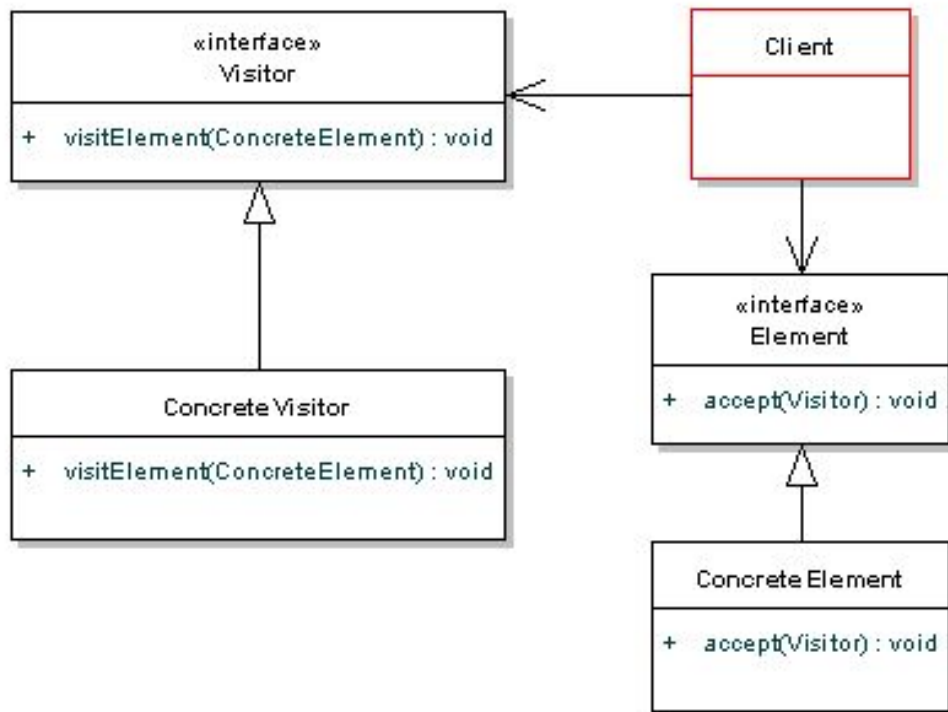 «interface»
Visitor
+ visitElement(ConcreteElement) : void
Client
«interface»
Element
+ accept(Visitor) : void
Concrete Visitor
+ visitElement(ConcreteElement) : void
Concrete Element
+ accept(Visitor) : void